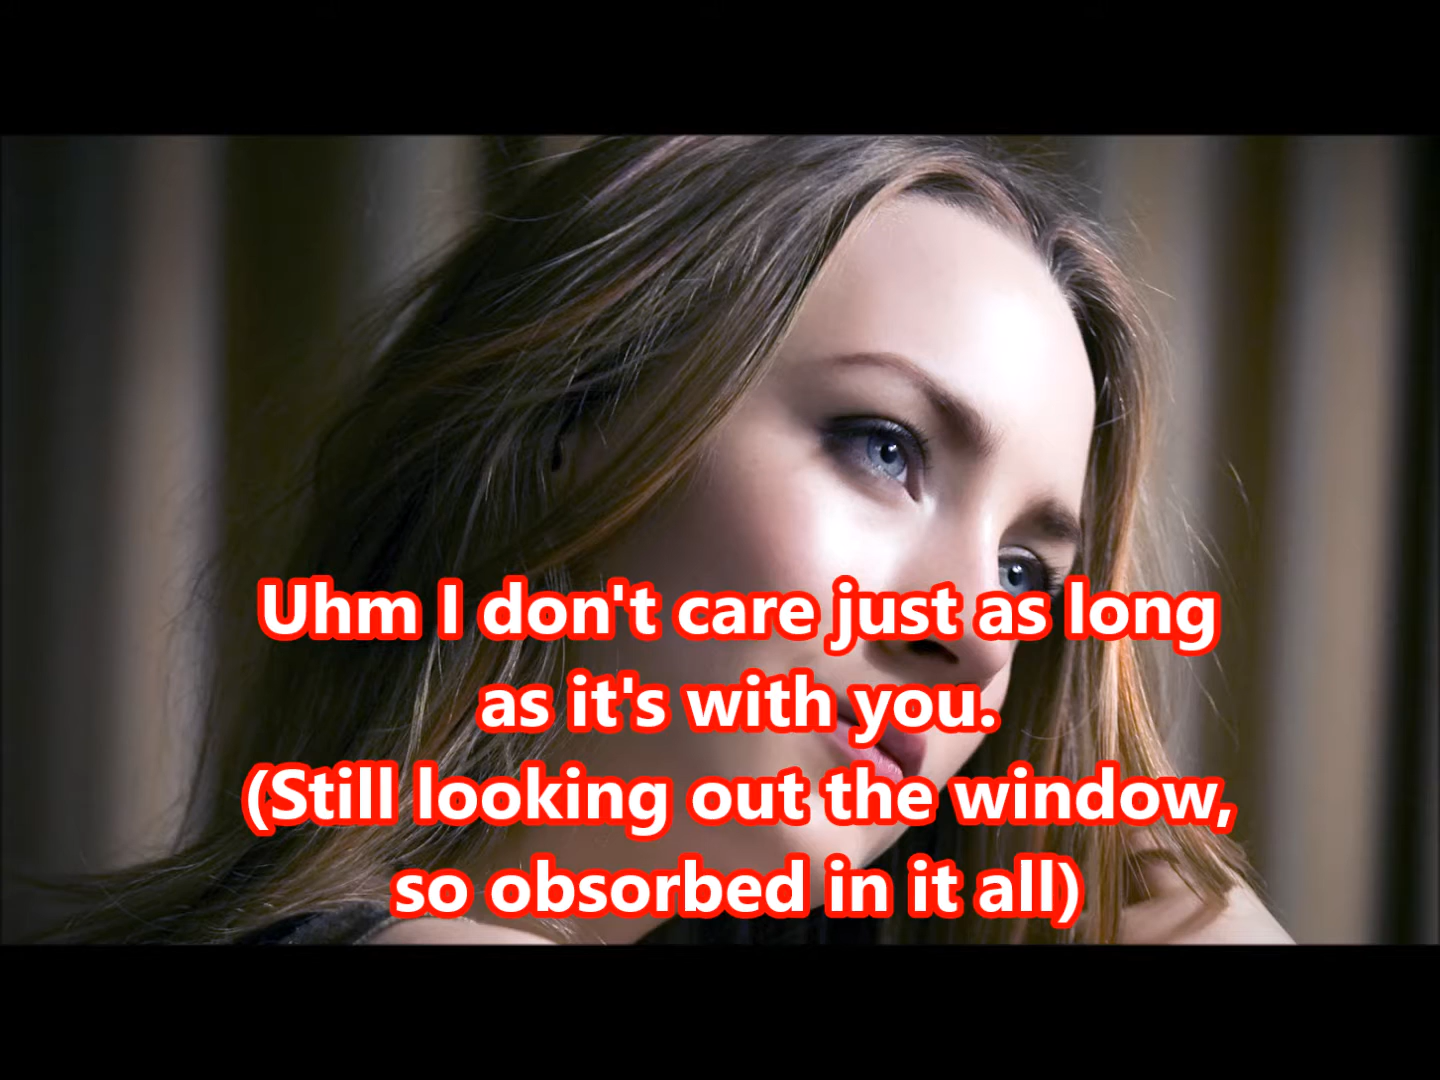 Uhm I don't care just as long
as it's with you.
(Still looking out the window,
so obsorbed in it all)